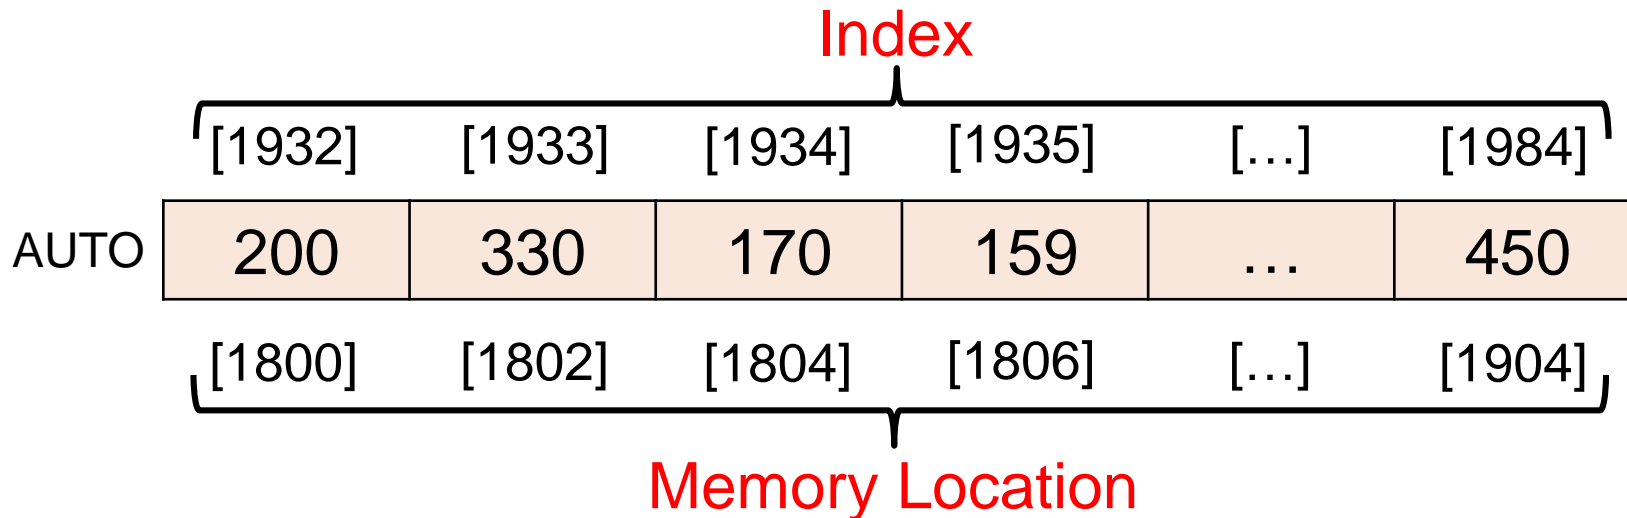 Index
[1932] [1933] [1934] [1935] […] [1984]
AUTO 200 330 170 159 … 450
[1800] [1802] [1804] [1806] […] [1904]
Memory Location